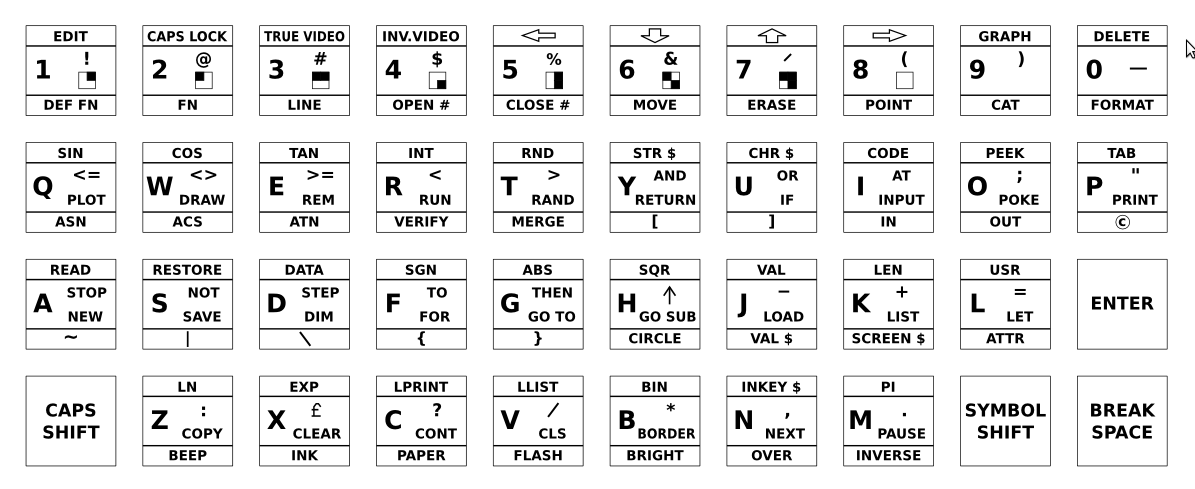 EDIT CAPS LOCK TRUE VIDEO INV.VIDEO GRAPH DELETE
! @ # $ % & ′ ( )
1 2 3 4 5 6 7 8 9 0 —
DEF FN FN LINE OPEN # CLOSE # MOVE ERASE POINT CAT FORMAT
SIN COS TAN INT RND STR $ CHR $ CODE PEEK TAB
<= <> >= < > AND OR AT ; "
Q W E R T Y U I O P
PLOT DRAW REM RUN RAND RETURN IF INPUT POKE PRINT
ASN ACS ATN VERIFY MERGE [ ] IN OUT ©
READ RESTORE DATA SGN ABS SQR VAL LEN USR
STOP NOT STEP TO THEN ↑ − + =
A S D F G H J K L ENTER
NEW SAVE DIM FOR GO TO GO SUB LOAD LIST LET
~ | \ { } CIRCLE VAL $ SCREEN $ ATTR
LN EXP LPRINT LLIST BIN INKEY $ PI
CAPS : £ ? / * , . SYMBOL BREAK
Z X C V B N M
SHIFT COPY CLEAR CONT CLS BORDER NEXT PAUSE SHIFT SPACE
BEEP INK PAPER FLASH BRIGHT OVER INVERSE